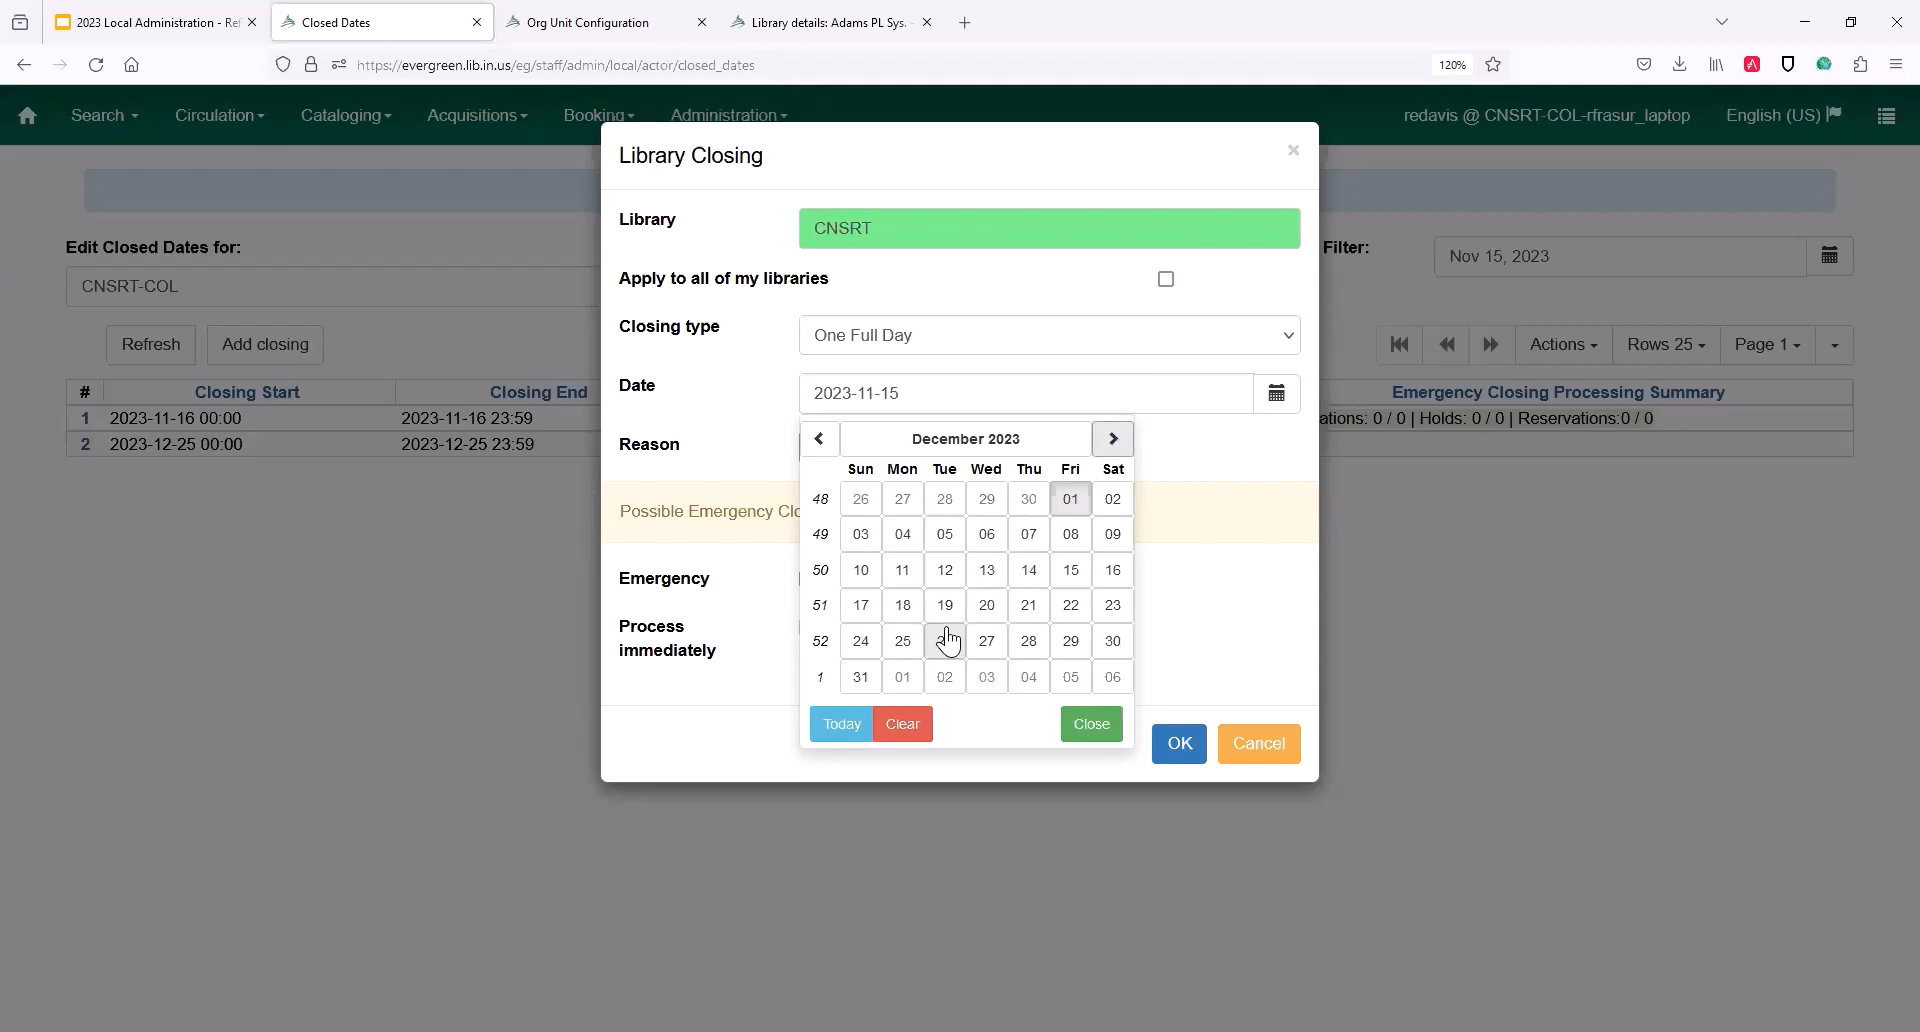 2023 Local Administration - Ref
Closed Dates
Org Unit Configuration
Library details: Adams PL Sys. -
https://evergreen.lib.in.us/eg/staff/admin/local/actor/closed_dates
120%
Search
Circulation
Cataloging
Acquisitions
Booking
Administration
redavis @ CNSRT-COL-rfrasur_laptop
English (US)
Library Closing
×
Library
CNSRT
Edit Closed Dates for:
CNSRT-COL
Filter:
Nov 15, 2023
Apply to all of my libraries
Closing type
One Full Day
Refresh
Add closing
Actions
Rows 25
Page 1
Date
2023-11-15
# Closing Start Closing End Emergency Closing Processing Summary
1 2023-11-16 00:00 2023-11-16 23:59 ations: 0 / 0 | Holds: 0 / 0 | Reservations:0 / 0
2 2023-12-25 00:00 2023-12-25 23:59
Reason
Possible Emergency Clo
Emergency
Process
immediately
December 2023
Sun Mon Tue Wed Thu Fri Sat
48 26 27 28 29 30 01 02
49 03 04 05 06 07 08 09
50 10 11 12 13 14 15 16
51 17 18 19 20 21 22 23
52 24 25 27 28 29 30
1 31 01 02 03 04 05 06
Today
Clear
Close
OK
Cancel